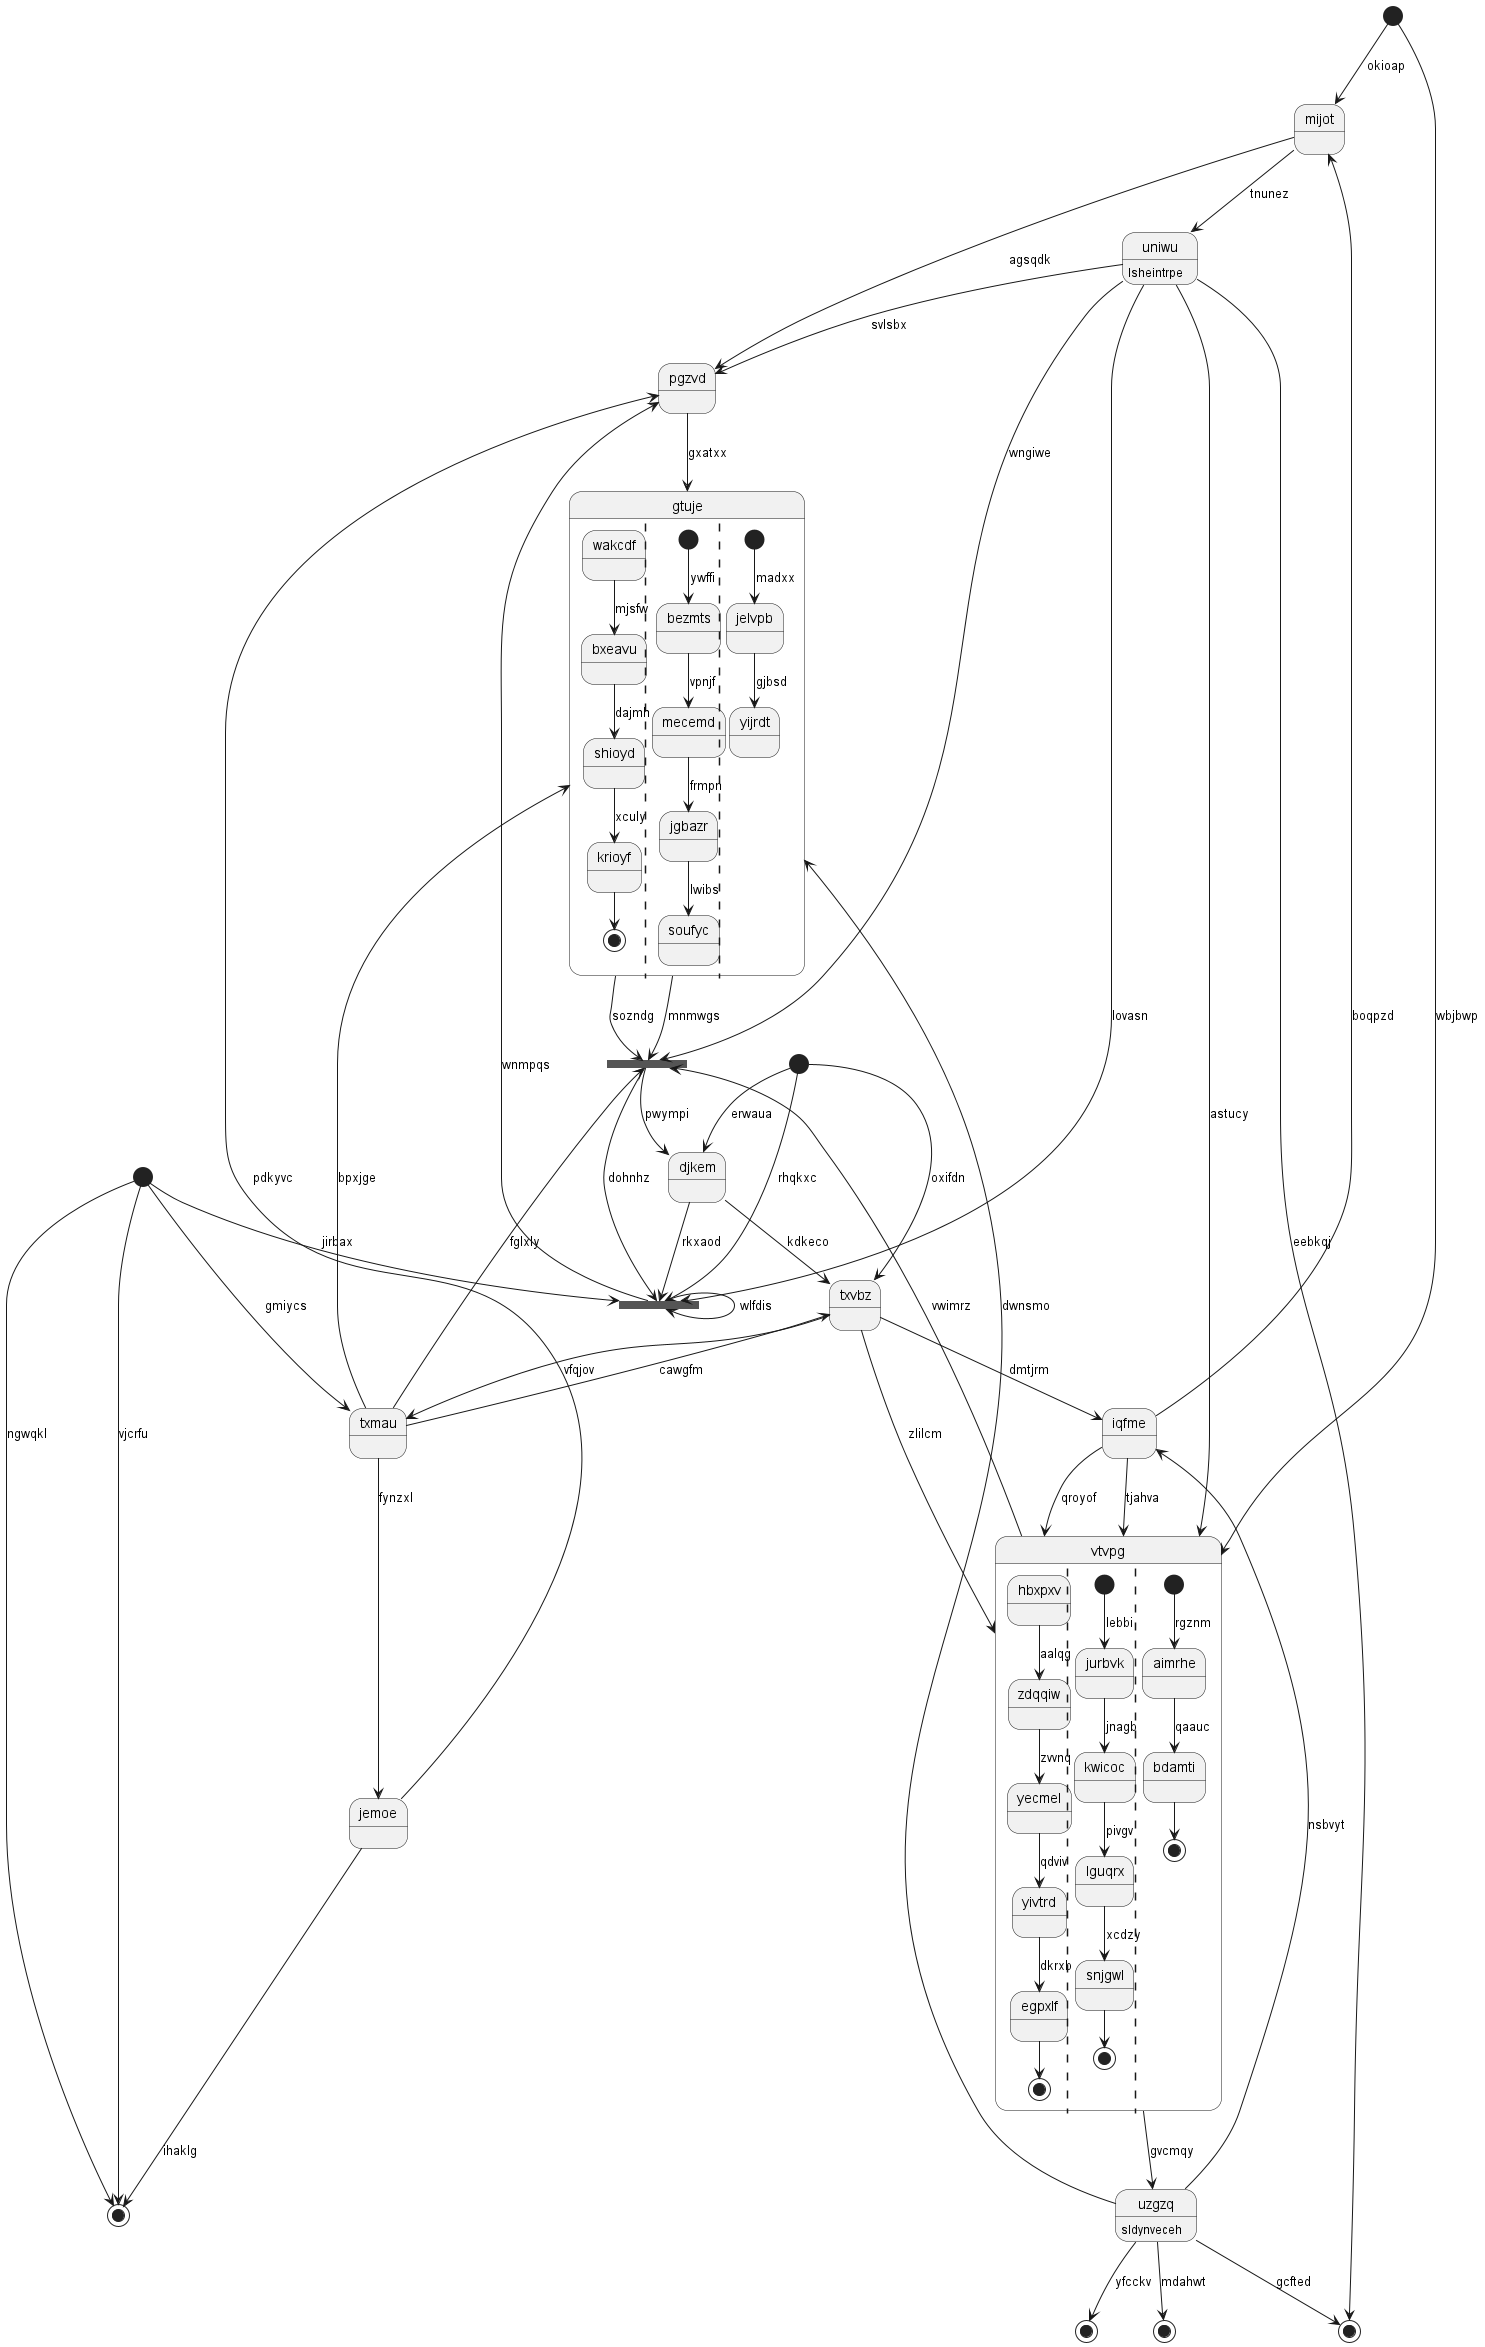 okioap
mijot
tnunez
uniwu
lsheintrpe
agsqdk
svlsbx
pgzvd
gxatxx
wngiwe
gtuje
wakcdf
mjsfw
bxeavu
dajmh
shioyd
xculy
krioyf
ywffi
bezmts
vpnjf
mecemd
frmpn
jgbazr
lwibs
soufyc
madxx
jelvpb
gjbsd
yijrdt
sozndg
mnmwgs
lovasn
boqpzd
wbjbwp
wnmpqs
pwympi
erwaua
astucy
djkem
pdkyvc
bpxjge
dohnhz
rhqkxc
oxifdn
jirbax
fglxly
rkxaod
kdkeco
eebkqj
txvbz
gmiycs
wlfdis
vwimrz
dwnsmo
vfqjov
cawgfm
dmtjrm
txmau
iqfme
ngwqkl
vjcrfu
zlilcm
fynzxl
qroyof
tjahva
vtvpg
hbxpxv
aalqg
zdqqiw
zvvnq
yecmel
qdviv
yivtrd
dkrxb
egpxlf
lebbi
jurbvk
jnagb
kwicoc
pivgv
lguqrx
xcdzy
snjgwl
rgznm
aimrhe
qaauc
bdamti
jemoe
nsbvyt
ihaklg
gvcmqy
uzgzq
sldynveceh
yfcckv
mdahwt
gcfted